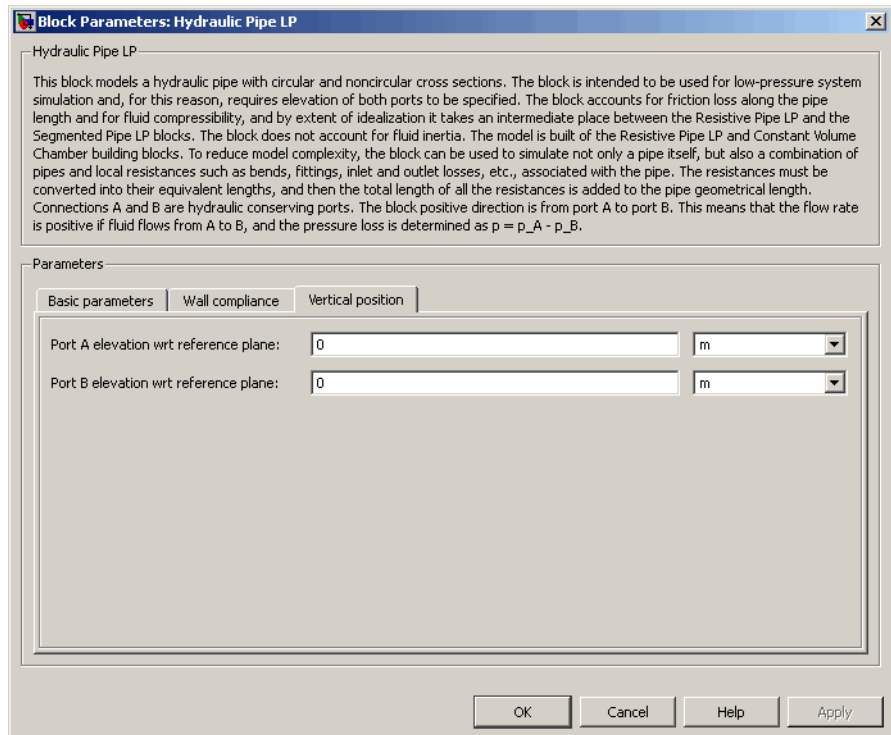 Block Parameters: Hydraulic Pipe LP
Hydraulic Pipe LP
This block models a hydraulic pipe with circular and noncircular cross sections. The block is intended to be used for low-pressure system
simulation and, for this reason, requires elevation of both ports to be specified. The block accounts for friction loss along the pipe
length and for fluid compressibility, and by extent of idealization it takes an intermediate place between the Resistive Pipe LP and the
Segmented Pipe LP blocks. The block does not account for fluid inertia. The model is built of the Resistive Pipe LP and Constant Volume
Chamber building blocks. To reduce model complexity, the block can be used to simulate not only a pipe itself, but also a combination of
pipes and local resistances such as bends, fittings, inlet and outlet losses, etc., associated with the pipe. The resistances must be
converted into their equivalent lengths, and then the total length of all the resistances is added to the pipe geometrical length.
Connections A and B are hydraulic conserving ports. The block positive direction is from port A to port B. This means that the flow rate
is positive if fluid flows from A to B, and the pressure loss is determined as p = p_A - p_B.
Parameters
Basic parameters Wall compliance Vertical position
Port A elevation wrt reference plane: 0 m
Port B elevation wrt reference plane: 0 m
OK Cancel Help Apply